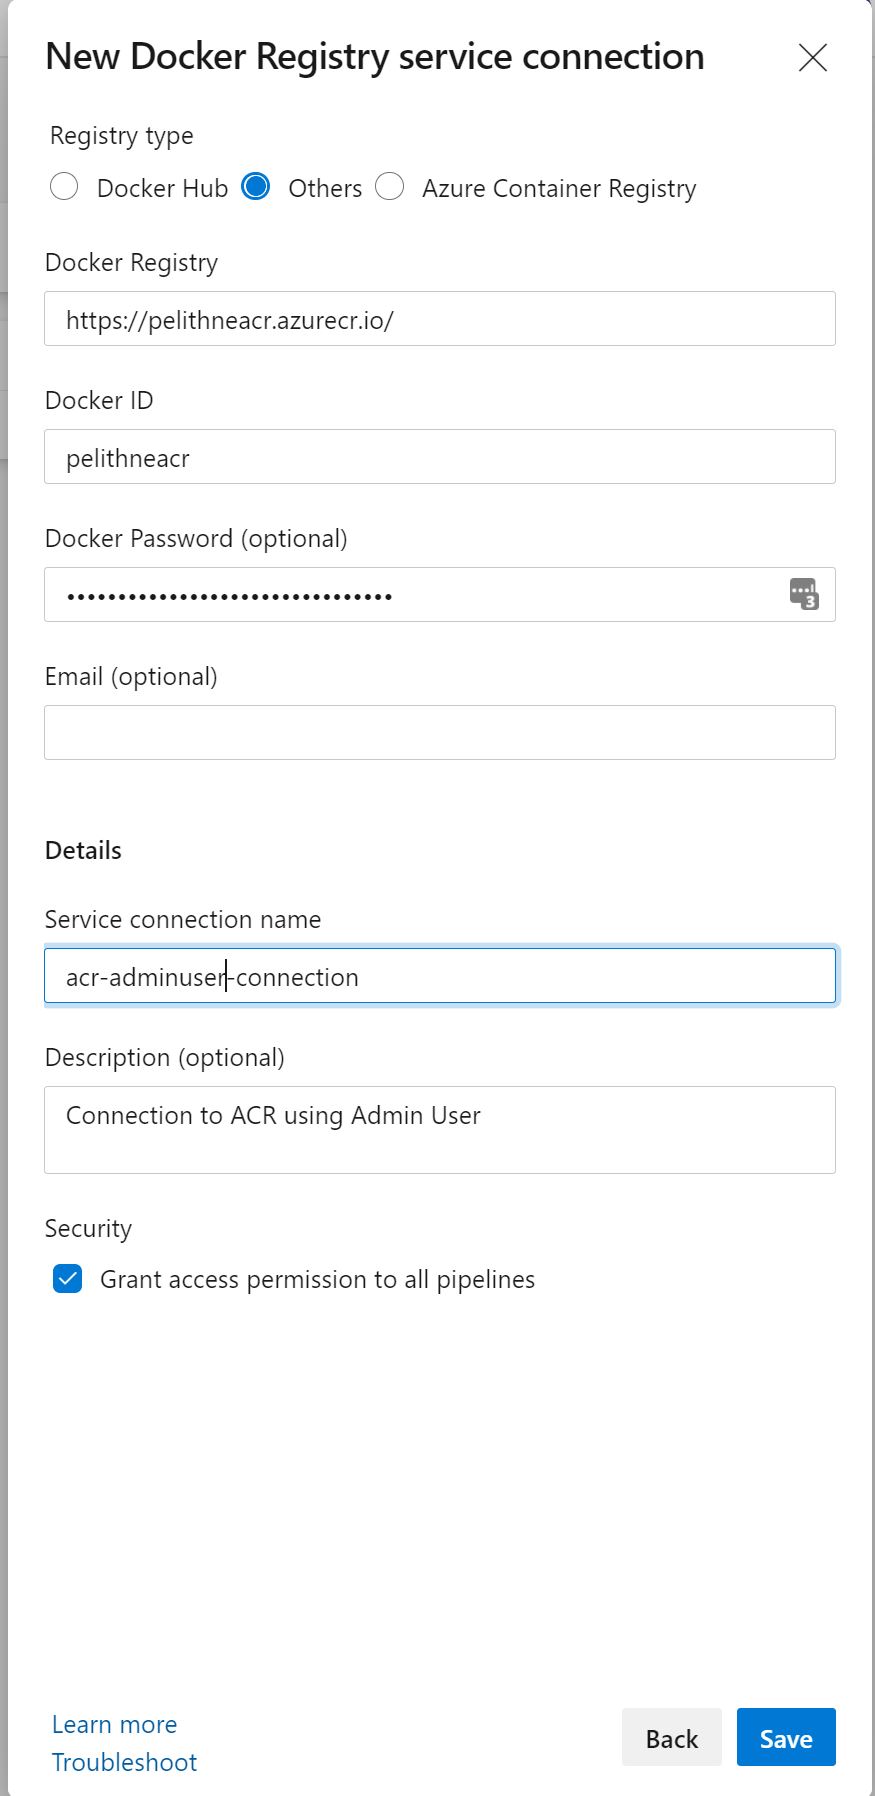 New Docker Registry service connection
Registry type
Docker Hub Others Azure Container Registry
Docker Registry
https://pelithneacr.azurecr.io/
Docker ID
pelithneacr
Docker Password (optional)
••••••••••••••••••••••••••••••••
3
Email (optional)
Details
Service connection name
acr-adminuser-connection
Description (optional)
Connection to ACR using Admin User
Security
Grant access permission to all pipelines
Learn more
Back Save
Troubleshoot